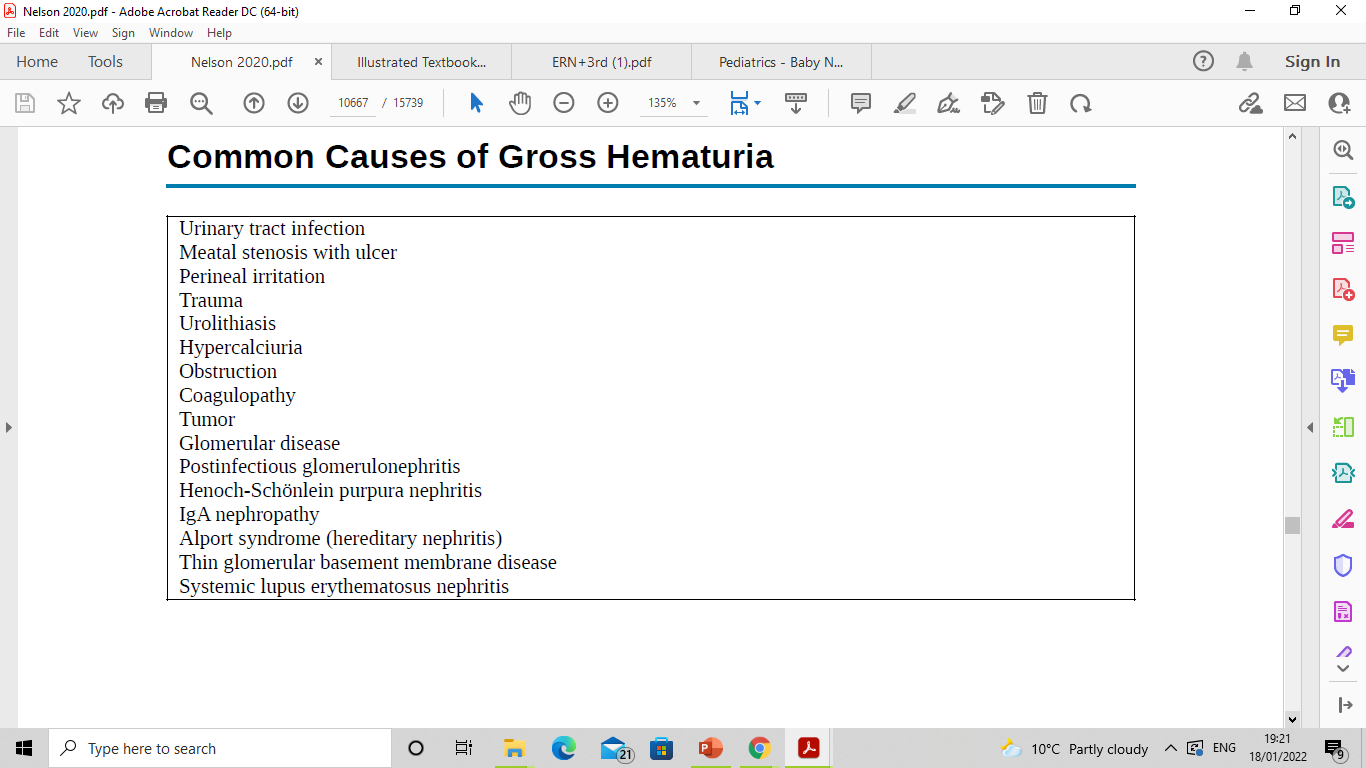 Nelson 2020.pdf - Adobe Acrobat Reader DC (64-bit)
File Edit View Sign Window Help
Home Tools Nelson 2020.pdf × Illustrated Textbook... ERN+3rd (1).pdf Pediatrics - Baby N... Sign In
10667 / 15739 135%
Common Causes of Gross Hematuria
Urinary tract infection
Meatal stenosis with ulcer
Perineal irritation
Trauma
Urolithiasis
Hypercalciuria
Obstruction
Coagulopathy
Tumor
Glomerular disease
Postinfectious glomerulonephritis
Henoch-Schönlein purpura nephritis
IgA nephropathy
Alport syndrome (hereditary nephritis)
Thin glomerular basement membrane disease
Systemic lupus erythematosus nephritis
Type here to search 21 10°C Partly cloudy ENG 19:21
18/01/2022 9